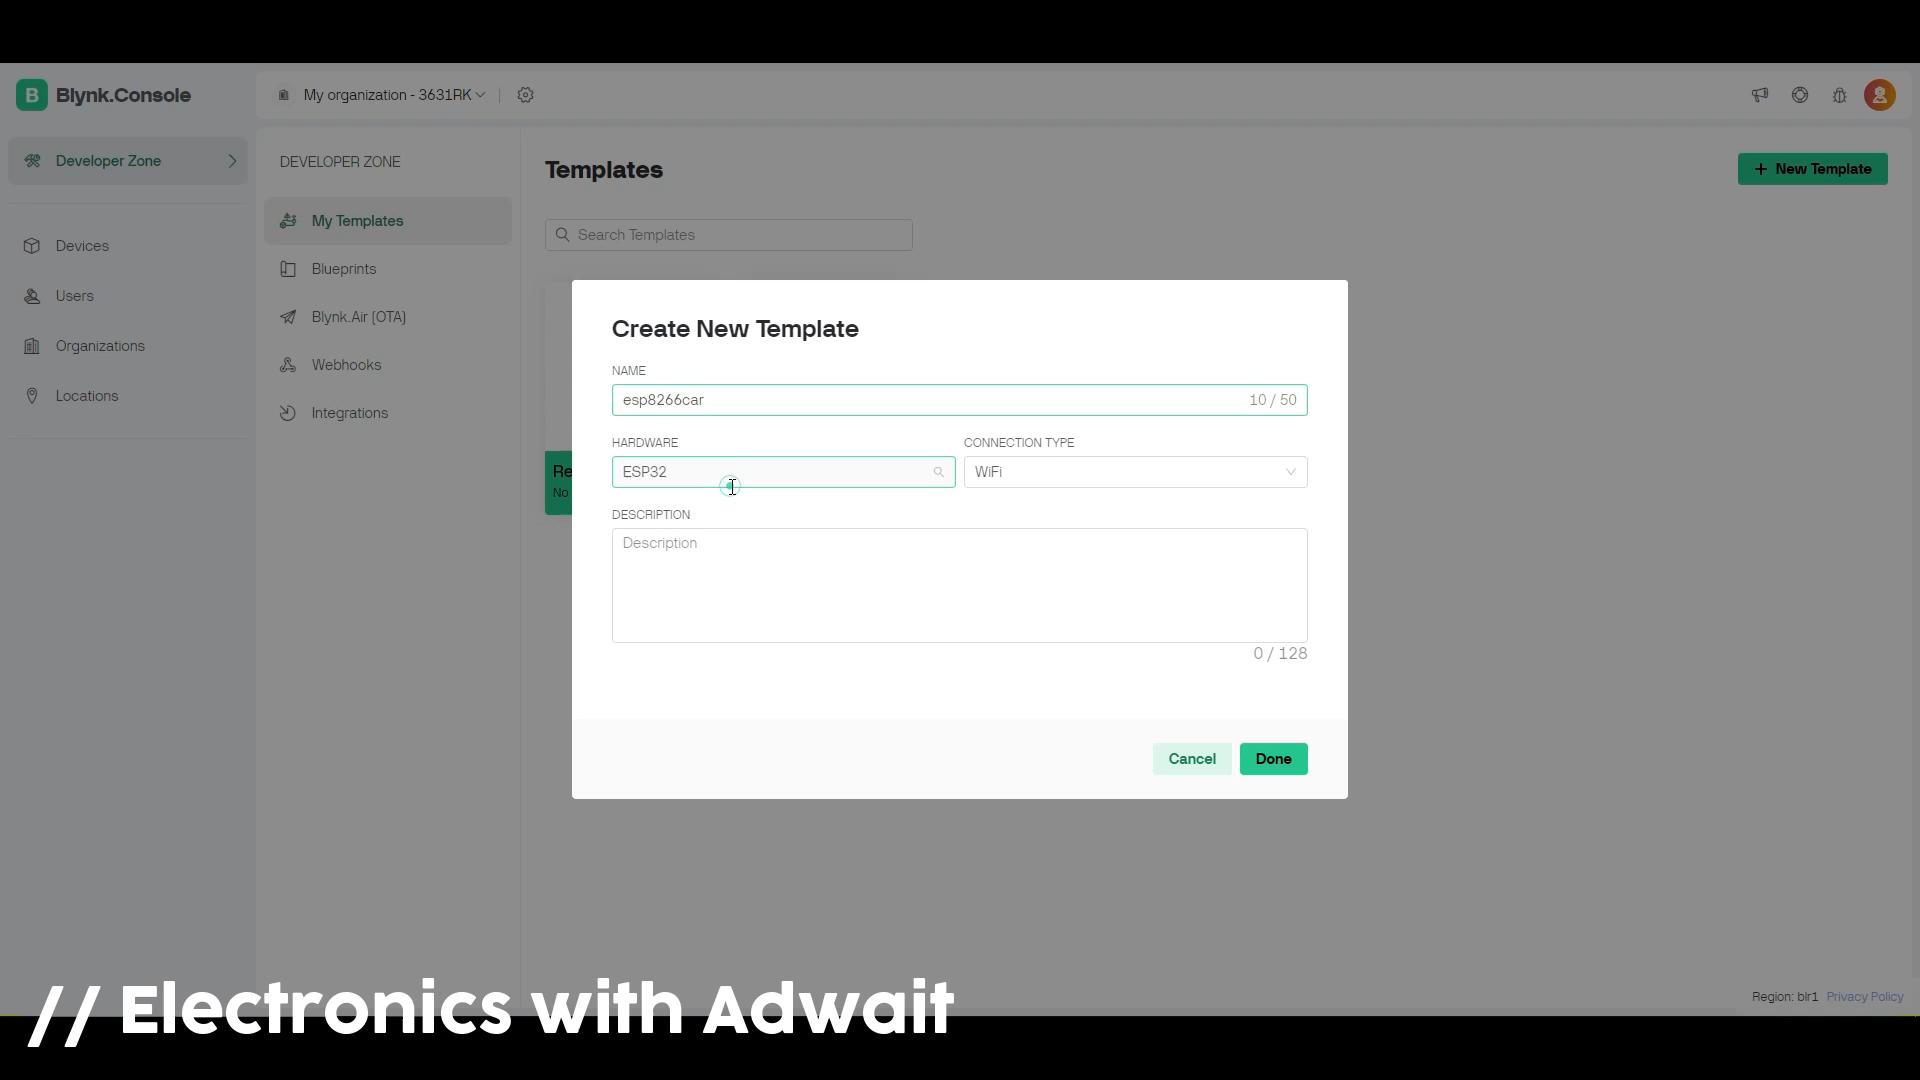 B Blynk.Console
My organization - 3631RK
Developer Zone
Devices
Users
Organizations
Locations
DEVELOPER ZONE
My Templates
Blueprints
Blynk.Air (OTA)
Webhooks
Integrations
Templates
New Template
Search Templates
Re
No
Create New Template
NAME
esp8266car 10 / 50
HARDWARE CONNECTION TYPE
ESP32 WiFi
DESCRIPTION
Description
0 / 128
Cancel Done
Region: blr1 Privacy Policy
// Electronics with Adwait